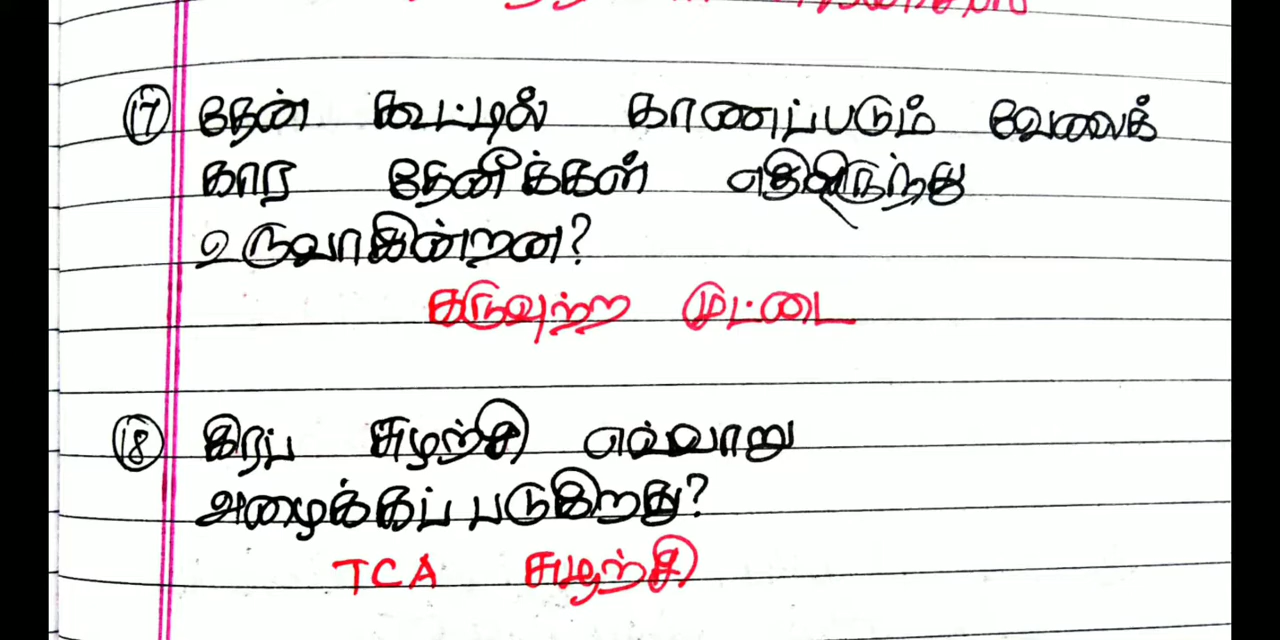 17 தேன் கூட்டில் காணப்படும் வேலைக்
கார தேனீக்கள் எதிலிருந்து
உருவாகின்றன?
கருவுற்ற முட்டை
18 கிரப் சுழற்சி எவ்வாறு
அழைக்கப்படுகிறது?
TCA சுழற்சி